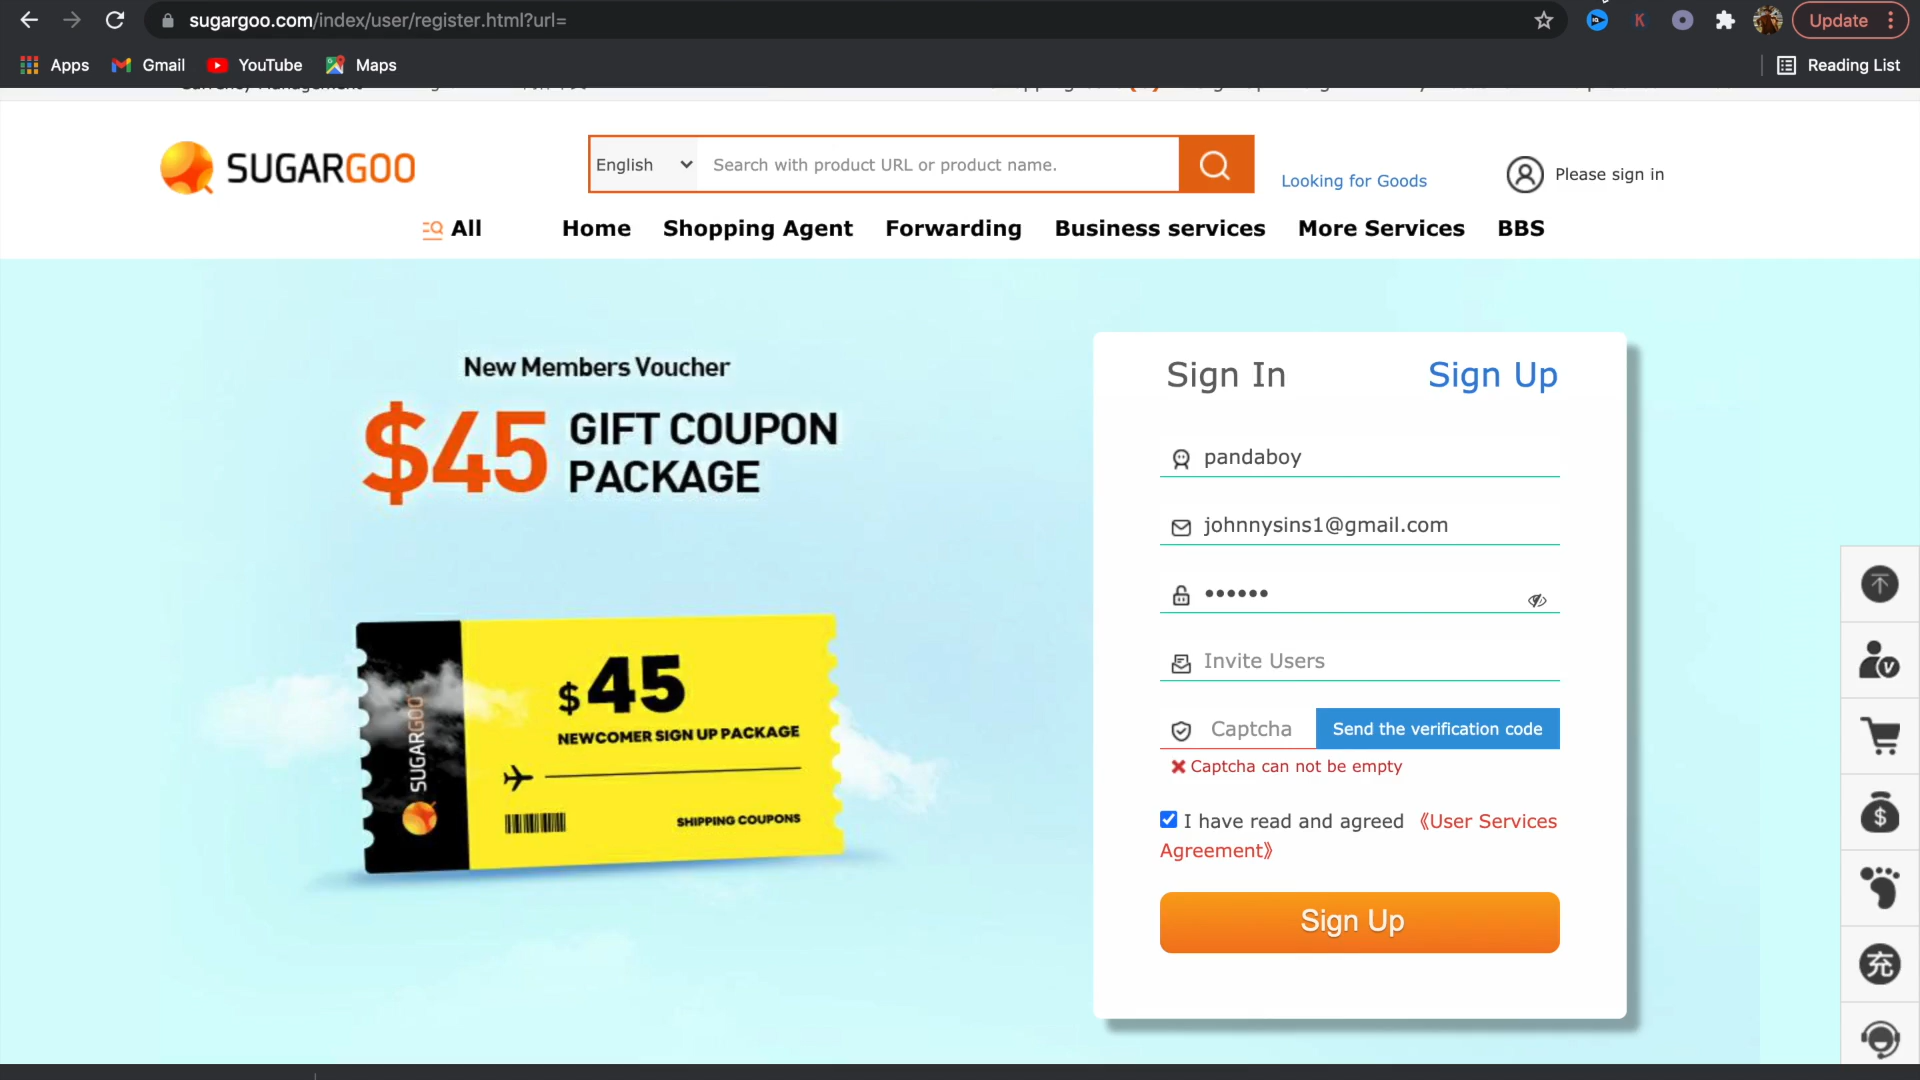 sugargoo.com/index/user/register.html?url=
Update
Apps
Gmail
YouTube
Maps
Reading List
SUGARGOO
English
Search with product URL or product name.
Looking for Goods
Please sign in
All
Home
Shopping Agent
Forwarding
Business services
More Services
BBS
New Members Voucher
$45 GIFT COUPON
PACKAGE
Sign In
Sign Up
pandaboy
johnnysins1@gmail.com
••••••
Invite Users
Captcha
Send the verification code
Captcha can not be empty
I have read and agreed 《User Services
Agreement》
Sign Up
SUGARGOO
$45
NEWCOMER SIGN UP PACKAGE
SHIPPING COUPONS
V
$
充